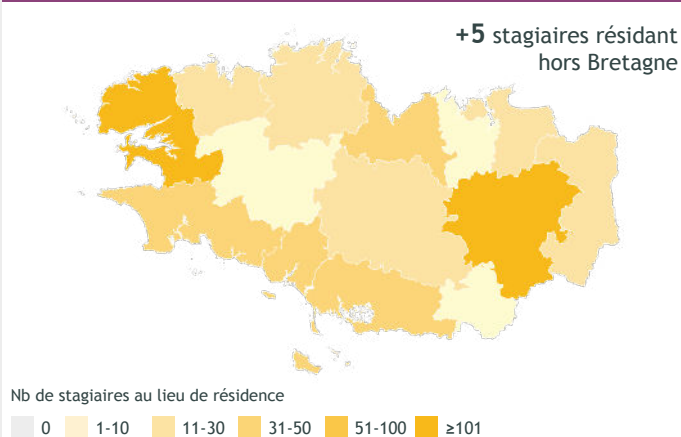 +5 stagiaires résidant
hors Bretagne
Nb de stagiaires au lieu de résidence
0 1-10 11-30 31-50 51-100 ≥101